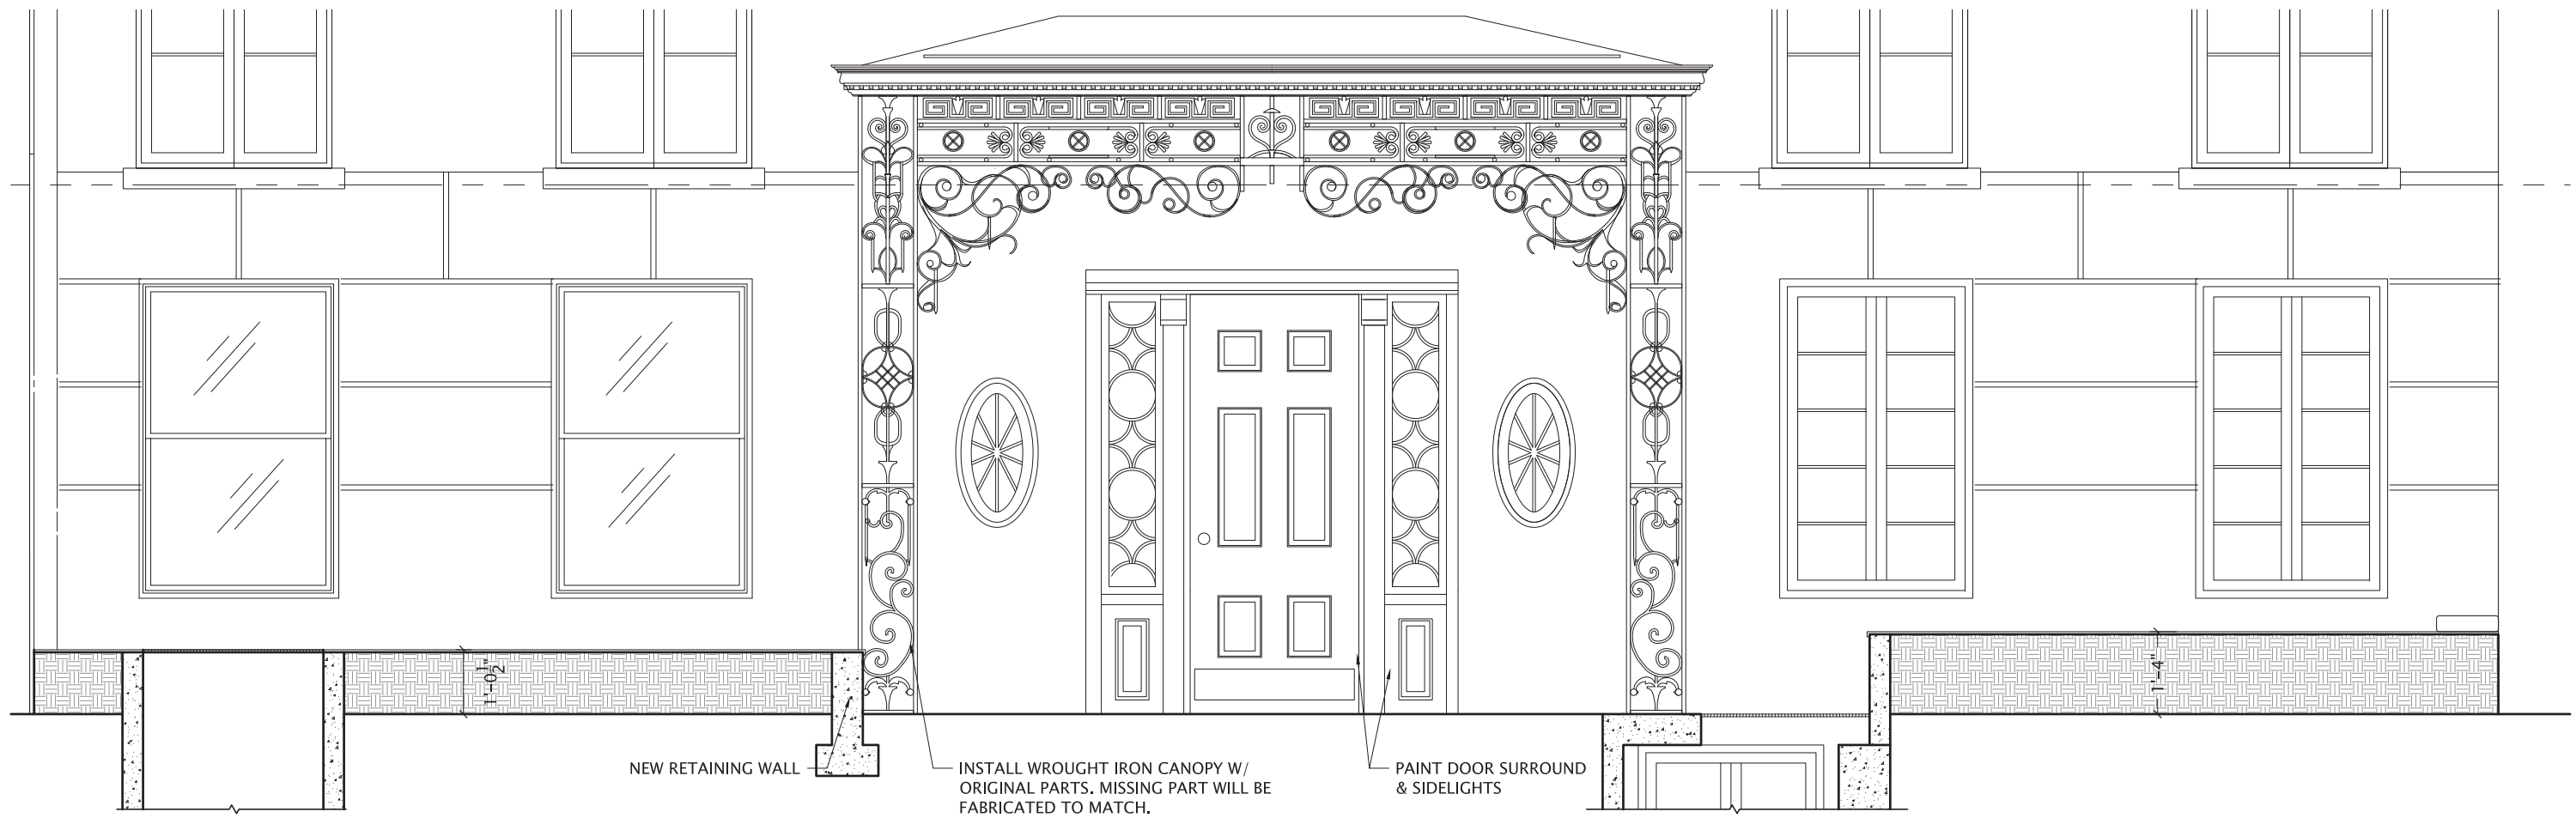 1'-0 1/2"
1'-4"
NEW RETAINING WALL
INSTALL WROUGHT IRON CANOPY W/
ORIGINAL PARTS. MISSING PART WILL BE
FABRICATED TO MATCH.
PAINT DOOR SURROUND
& SIDELIGHTS